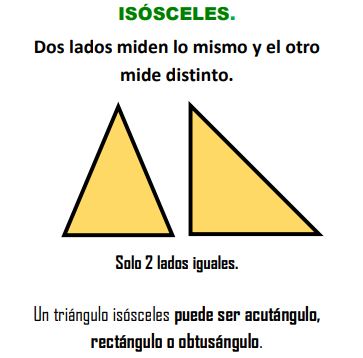 ISÓSCELES.
Dos lados miden lo mismo y el otro
mide distinto.
Solo 2 lados iguales.
Un triángulo isósceles puede ser acutángulo,
rectángulo o obtusángulo.